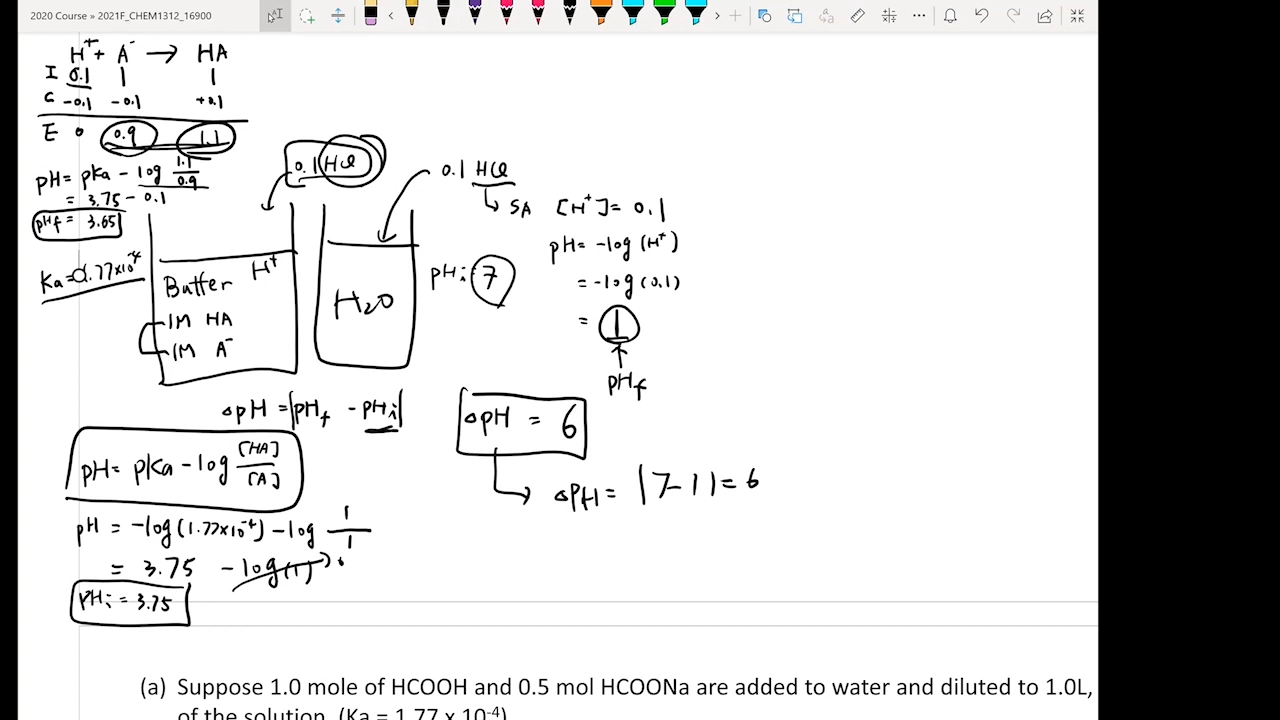 2020 Course » 2021F_CHEM1312_16900
H⁺ + A⁻ → HA
I 0.1 1 1
C -0.1 -0.1 +0.1
E 0 0.9 1.1
pH = pKa - log 1.1/0.9
= 3.75 - 0.1
pHf = 3.65
Ka = 1.77×10⁻⁴
0.1 HCl
Buffer H⁺
1M HA
1M A⁻
0.1 HCl
H₂O
pHi = 7
SA [H⁺] = 0.1
pH = -log (H⁺)
= -log (0.1)
= 1
pHf
ΔpH = |pHf - pHi|
ΔpH = 6
ΔpH = |7-1| = 6
pH = pKa - log [HA]/[A]
pH = -log (1.77×10⁻⁴) - log 1/1
= 3.75 - log (1) → 0
pHi = 3.75
(a) Suppose 1.0 mole of HCOOH and 0.5 mol HCOONa are added to water and diluted to 1.0L,
of the solution. (Ka = 1.77 x 10⁻⁴)